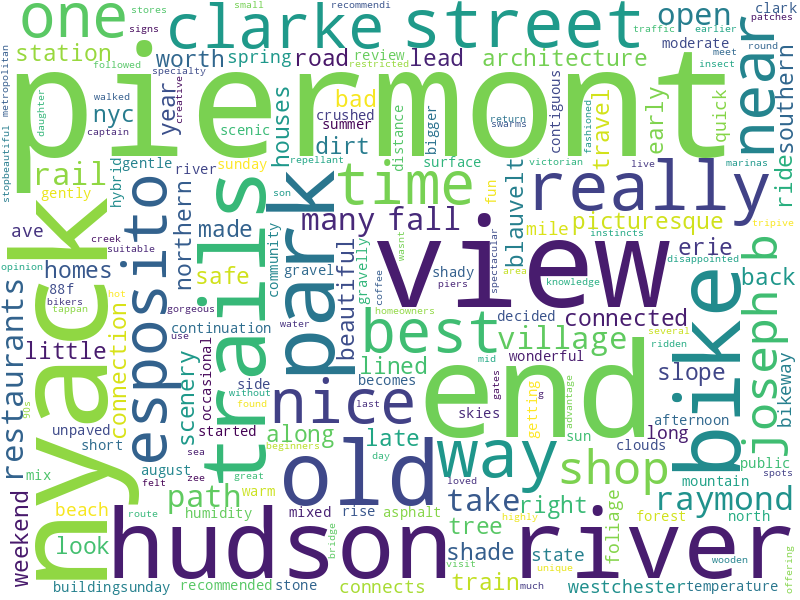 one
clarke
street
open
near
piermont
station
worth
spring
road
review
lead
architecture
moderate
nyc
year
scenic
houses
bad
crushed
summer
dirt
distance
bigger
surface
contiguous
travel
early
quick
ride
southern
rail
time
really
view
nyack
esposito
trails
park
many
fall
picturesque
mile
blauvelt
erie
northern
river
made
safe
ave
homes
88f
restaurants
little
connection
scenery
beautiful
best
village
connected
bike
joseph b
back
bikeway
slope
raymond
nice
end
old
way
shop
take
right
path
late
along
lined
hudson river
weekend
look
beach
tree
shade
state
train
westchester
foliage
forest
north
temperature
buildingsunday
recommended
stone
connects
humidity
mixed
rise
asphalt
warm
august
unpaved
short
mix
started
side
occasional
continuation
community
gravel
gravelly
shady
becomes
decided
wonderful
skies
clouds
sun
getting
long
afternoon
public
mountain
hybrid
gentle
gently
sunday
fun
stores
signs
followed
specialty
restricted
walked
captain
creative
daughter
metropolitan
stopbeautiful
small
recommendi
traffic
earlier
clark
patches
meet
round
insect
return
swarms
fashioned
repellant
victorian
live
marinas
son
wasnt
instincts
tripive
disappointed
creek
suitable
opinion
bikers
tappan
hot
gorgeous
use
water
coffee
piers
spectacular
area
knowledge
homeowners
several
ridden
mid
without
found
last
gates
g
advantage
90s
felt
sea
zee
great
beginners
day
loved
spots
route
bridge
highly
unique
visit
much
wooden
offering